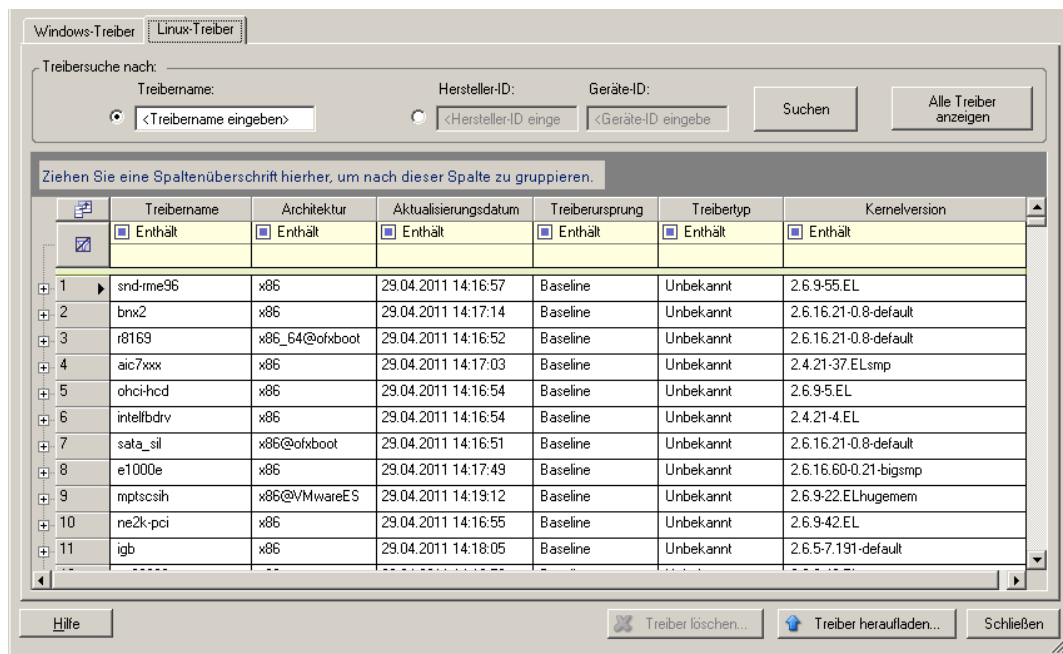 Windows-Treiber Linux-Treiber
Treibersuche nach:
Treibername: Hersteller-ID: Geräte-ID:
<Treibername eingeben> <Hersteller-ID einge <Geräte-ID eingebe Suchen Alle Treiber anzeigen
Ziehen Sie eine Spaltenüberschrift hierher, um nach dieser Spalte zu gruppieren.
Treibername Architektur Aktualisierungsdatum Treiberursprung Treibertyp Kernelversion
Enthält Enthält Enthält Enthält Enthält Enthält
1 snd-rme96 x86 29.04.2011 14:16:57 Baseline Unbekannt 2.6.9-55.EL
2 bnx2 x86 29.04.2011 14:17:14 Baseline Unbekannt 2.6.16.21-0.8-default
3 r8169 x86_64@ofxboot 29.04.2011 14:16:52 Baseline Unbekannt 2.6.16.21-0.8-default
4 aic7xxx x86 29.04.2011 14:17:03 Baseline Unbekannt 2.4.21-37.ELsmp
5 ohci-hcd x86 29.04.2011 14:16:54 Baseline Unbekannt 2.6.9-5.EL
6 intelfbdrv x86 29.04.2011 14:16:54 Baseline Unbekannt 2.4.21-4.EL
7 sata_sil x86@ofxboot 29.04.2011 14:16:51 Baseline Unbekannt 2.6.16.21-0.8-default
8 e1000e x86 29.04.2011 14:17:49 Baseline Unbekannt 2.6.16.60-0.21-bigsmp
9 mptscsih x86@VMwareES 29.04.2011 14:19:12 Baseline Unbekannt 2.6.9-22.ELhugemem
10 ne2k-pci x86 29.04.2011 14:16:55 Baseline Unbekannt 2.6.9-42.EL
11 igb x86 29.04.2011 14:18:05 Baseline Unbekannt 2.6.5-7.191-default
Hilfe Treiber löschen... Treiber heraufladen... Schließen